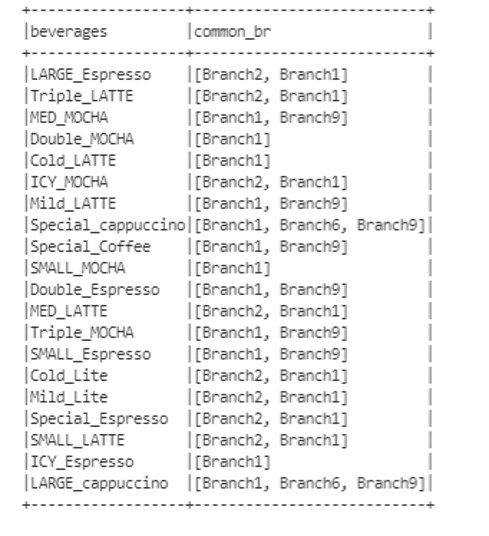 +-------------------+---------------------------+
|beverages          |common_br                  |
+-------------------+---------------------------+
|LARGE_Espresso     |[Branch2, Branch1]         |
|Triple_LATTE       |[Branch2, Branch1]         |
|MED_MOCHA          |[Branch1, Branch9]         |
|Double_MOCHA       |[Branch1]                  |
|Cold_LATTE         |[Branch1]                  |
|ICY_MOCHA          |[Branch2, Branch1]         |
|Mild_LATTE         |[Branch1, Branch9]         |
|Special_cappuccino|[Branch1, Branch6, Branch9]|
|Special_Coffee     |[Branch1, Branch9]         |
|SMALL_MOCHA        |[Branch1]                  |
|Double_Espresso    |[Branch1, Branch9]         |
|MED_LATTE          |[Branch2, Branch1]         |
|Triple_MOCHA       |[Branch1, Branch9]         |
|SMALL_Espresso     |[Branch1, Branch9]         |
|Cold_Lite          |[Branch2, Branch1]         |
|Mild_Lite          |[Branch2, Branch1]         |
|Special_Espresso   |[Branch2, Branch1]         |
|SMALL_LATTE        |[Branch2, Branch1]         |
|ICY_Espresso       |[Branch1]                  |
|LARGE_cappuccino   |[Branch1, Branch6, Branch9]|
+-------------------+---------------------------+